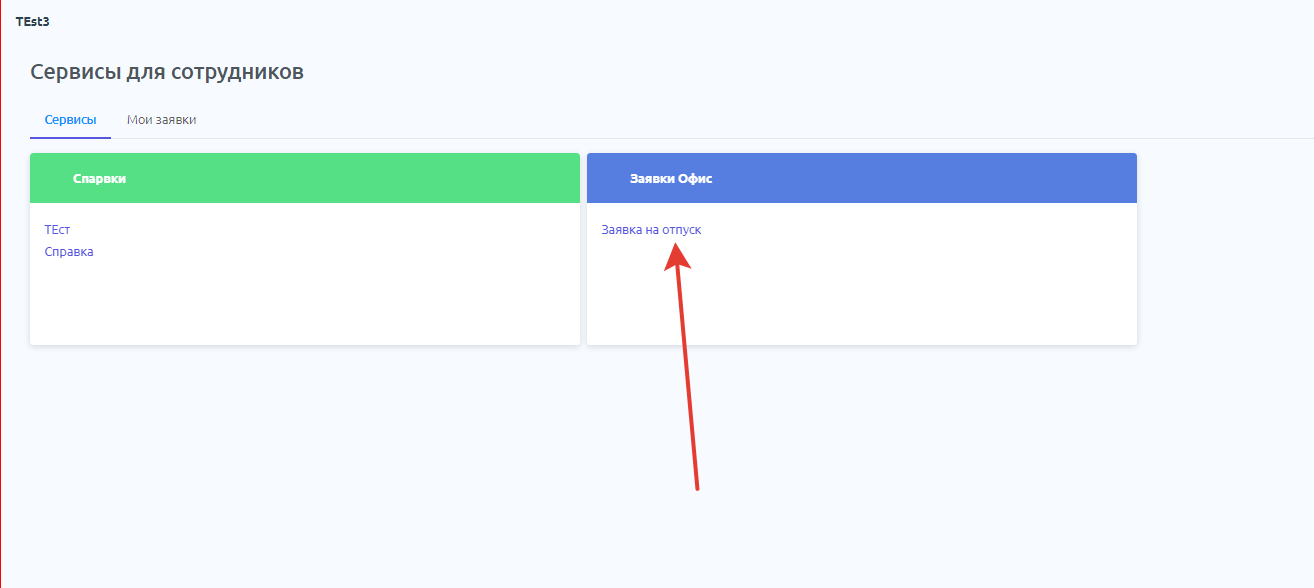 TEst3
Сервисы для сотрудников
Сервисы Мои заявки
Спарвки
ТЕст
Справка
Заявки Офис
Заявка на отпуск